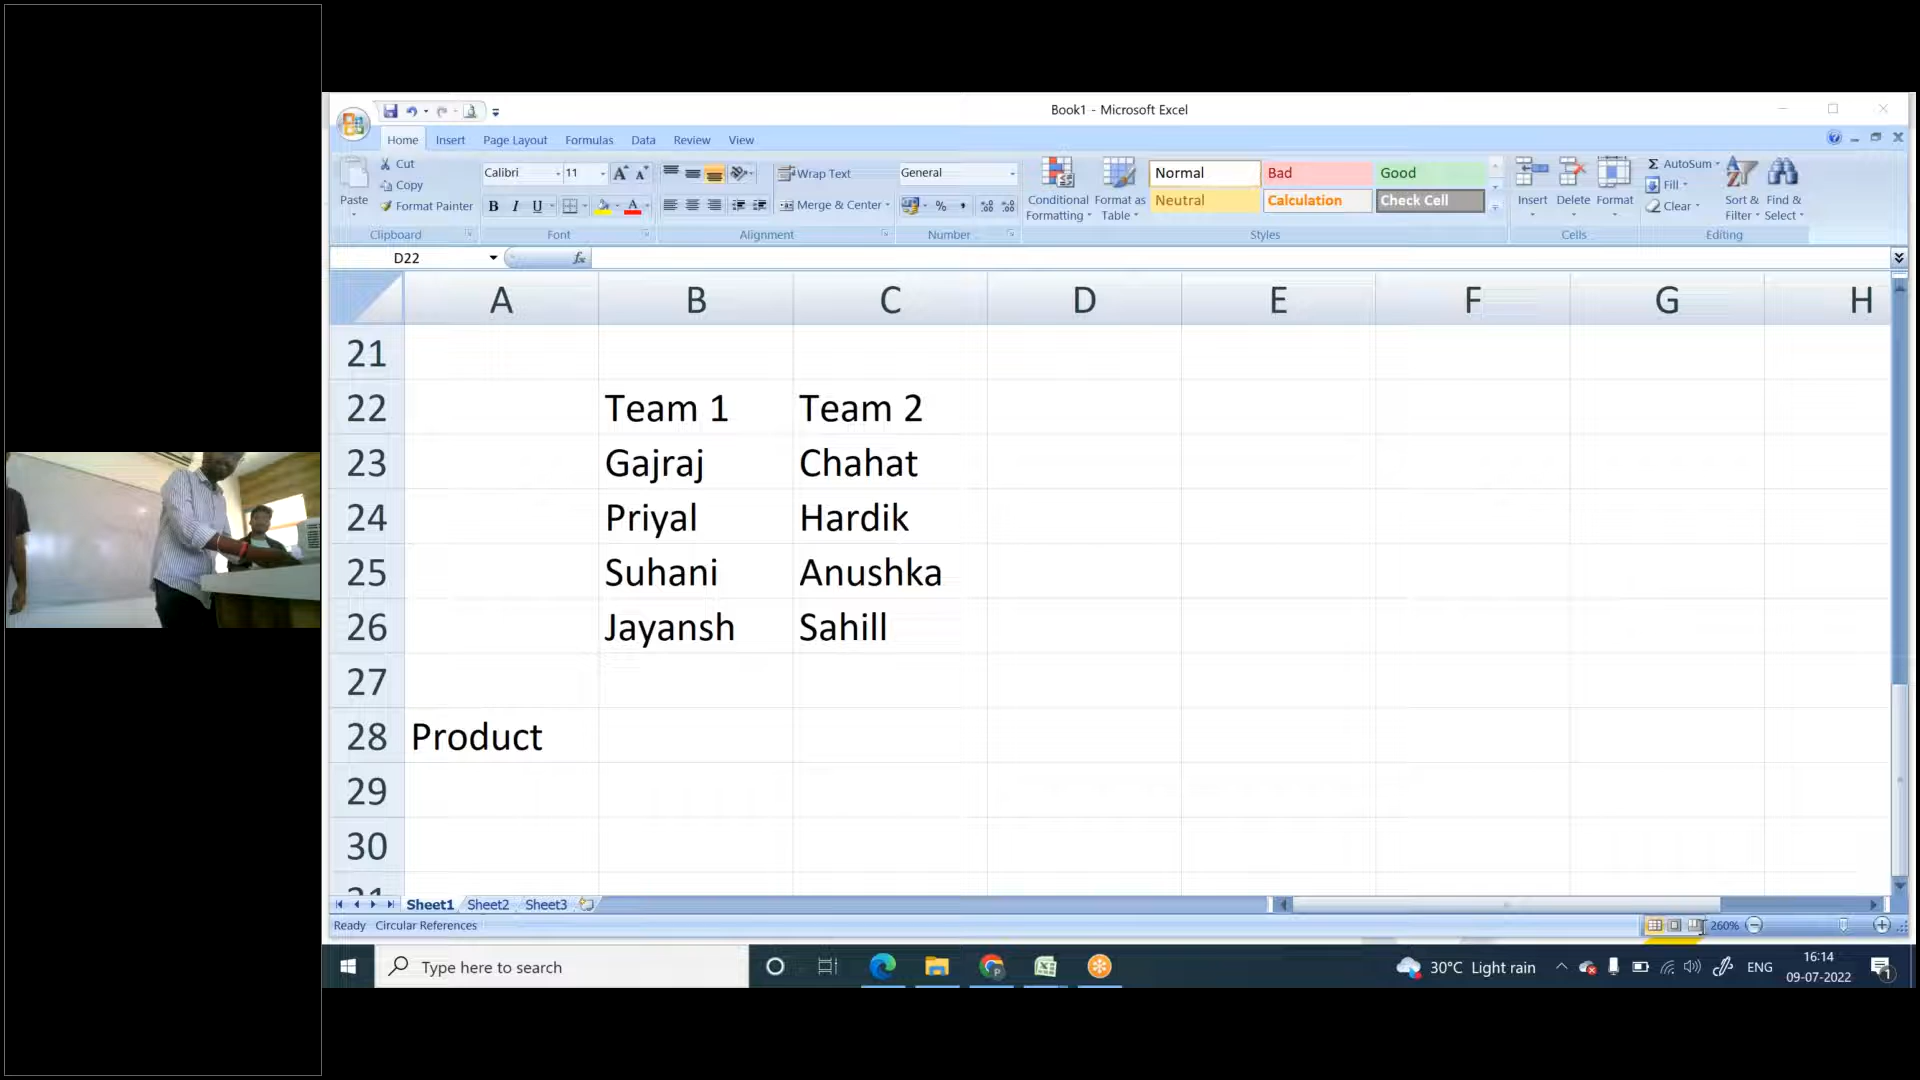 Book1 - Microsoft Excel
Home Insert Page Layout Formulas Data Review View
Paste
Cut
Copy
Format Painter
Clipboard
Calibri 11
B I U
Font
Wrap Text
Merge & Center
Alignment
General
Number
Conditional Formatting
Format as Table
Normal Bad Good
Neutral Calculation Check Cell
Styles
Insert Delete Format
Cells
Σ AutoSum
Fill
Clear
Sort & Filter
Find & Select
Editing
D22
fx
A B C D E F G H
21
22 Team 1 Team 2
23 Gajraj Chahat
24 Priyal Hardik
25 Suhani Anushka
26 Jayansh Sahill
27
28 Product
29
30
31
Sheet1 Sheet2 Sheet3
Ready Circular References
260%
Type here to search
30°C Light rain
ENG
16:14
09-07-2022
1